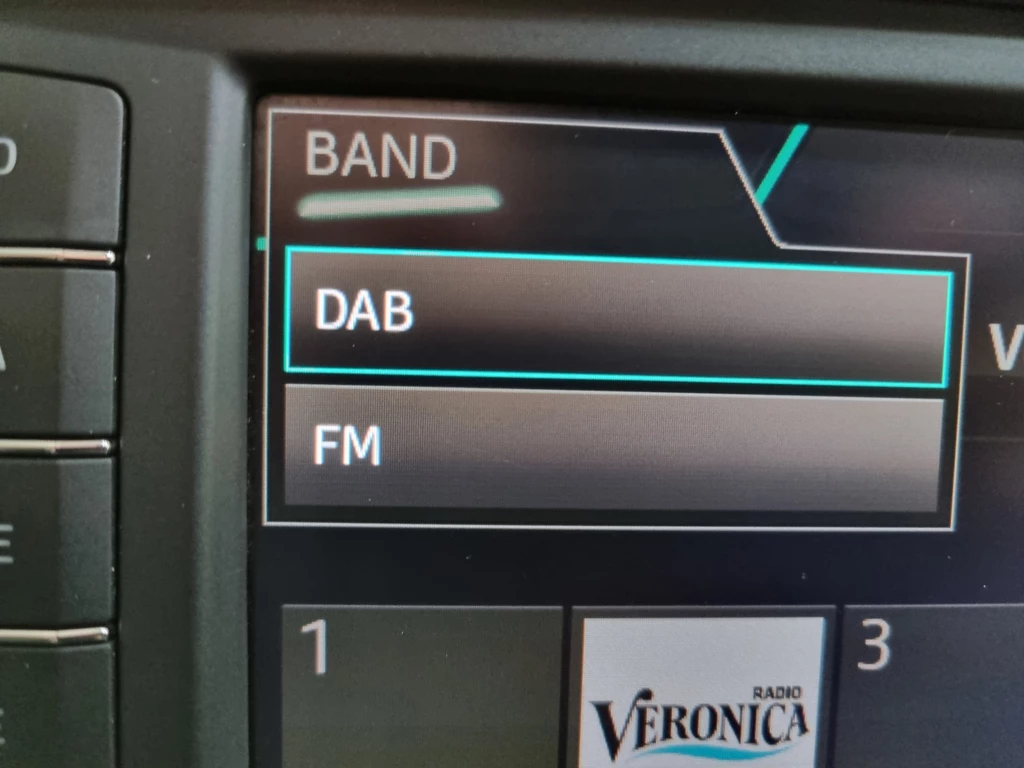 BAND
DAB
V
FM
1
3
RADIO
VERONICA